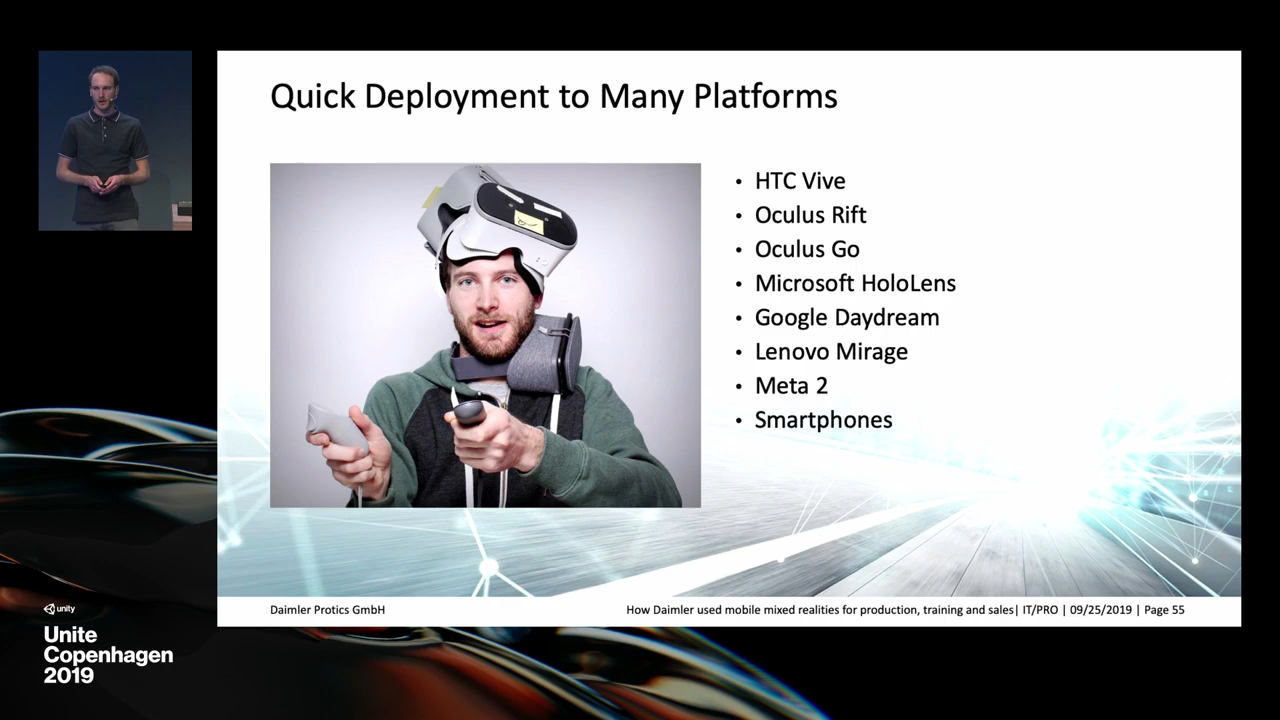 Quick Deployment to Many Platforms
• HTC Vive
• Oculus Rift
• Oculus Go
• Microsoft HoloLens
• Google Daydream
• Lenovo Mirage
• Meta 2
• Smartphones
Daimler Protics GmbH
How Daimler used mobile mixed realities for production, training and sales| IT/PRO | 09/25/2019 | Page 55
unity
Unite
Copenhagen
2019